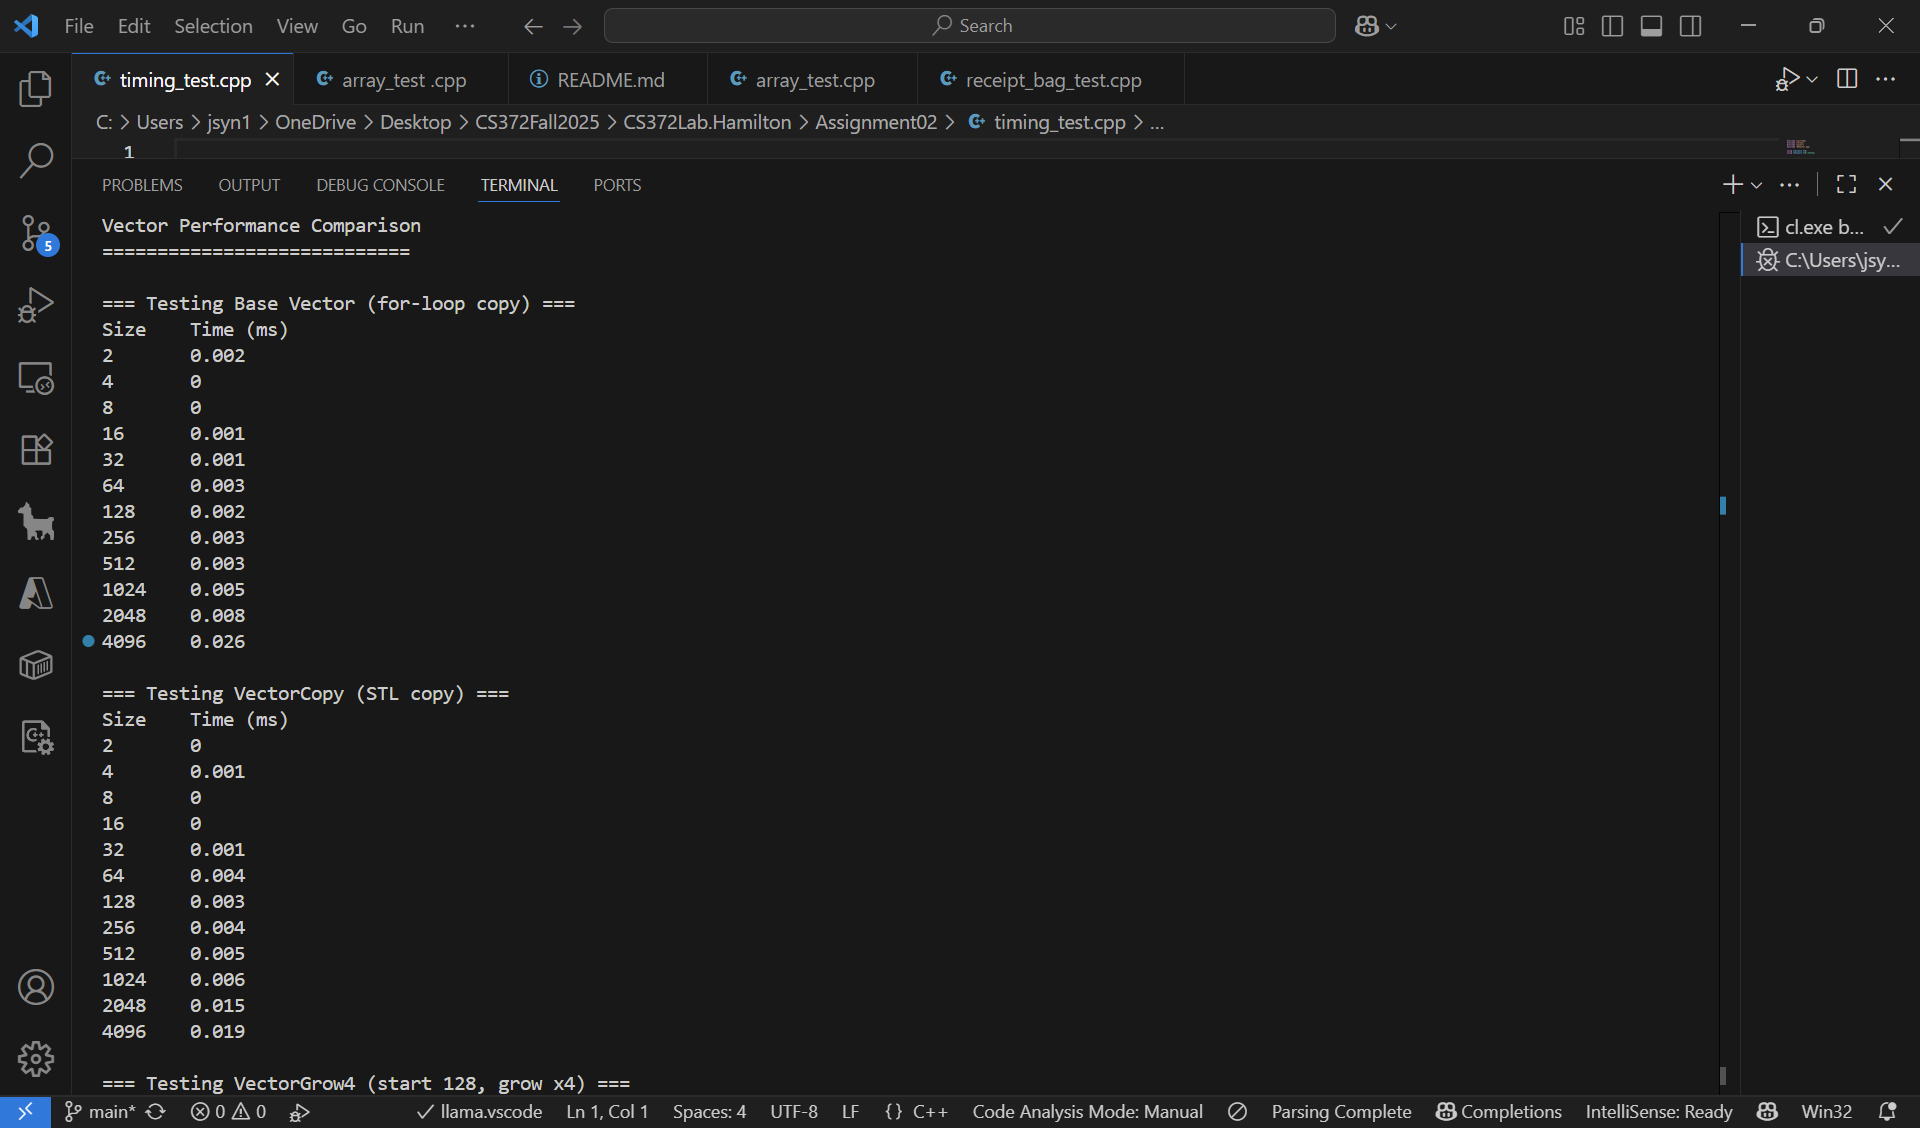 File Edit Selection View Go Run ··· Search
timing_test.cpp array_test .cpp README.md array_test.cpp receipt_bag_test.cpp
C: > Users > jsyn1 > OneDrive > Desktop > CS372Fall2025 > CS372Lab.Hamilton > Assignment02 > timing_test.cpp > ...
1
PROBLEMS OUTPUT DEBUG CONSOLE TERMINAL PORTS
Vector Performance Comparison
============================
=== Testing Base Vector (for-loop copy) ===
Size Time (ms)
2 0.002
4 0
8 0
16 0.001
32 0.001
64 0.003
128 0.002
256 0.003
512 0.003
1024 0.005
2048 0.008
4096 0.026
=== Testing VectorCopy (STL copy) ===
Size Time (ms)
2 0
4 0.001
8 0
16 0
32 0.001
64 0.004
128 0.003
256 0.004
512 0.005
1024 0.006
2048 0.015
4096 0.019
=== Testing VectorGrow4 (start 128, grow x4) ===
cl.exe b...
C:\Users\jsy...
5
main* 0 0 llama.vscode Ln 1, Col 1 Spaces: 4 UTF-8 LF {} C++ Code Analysis Mode: Manual Parsing Complete Completions IntelliSense: Ready Win32